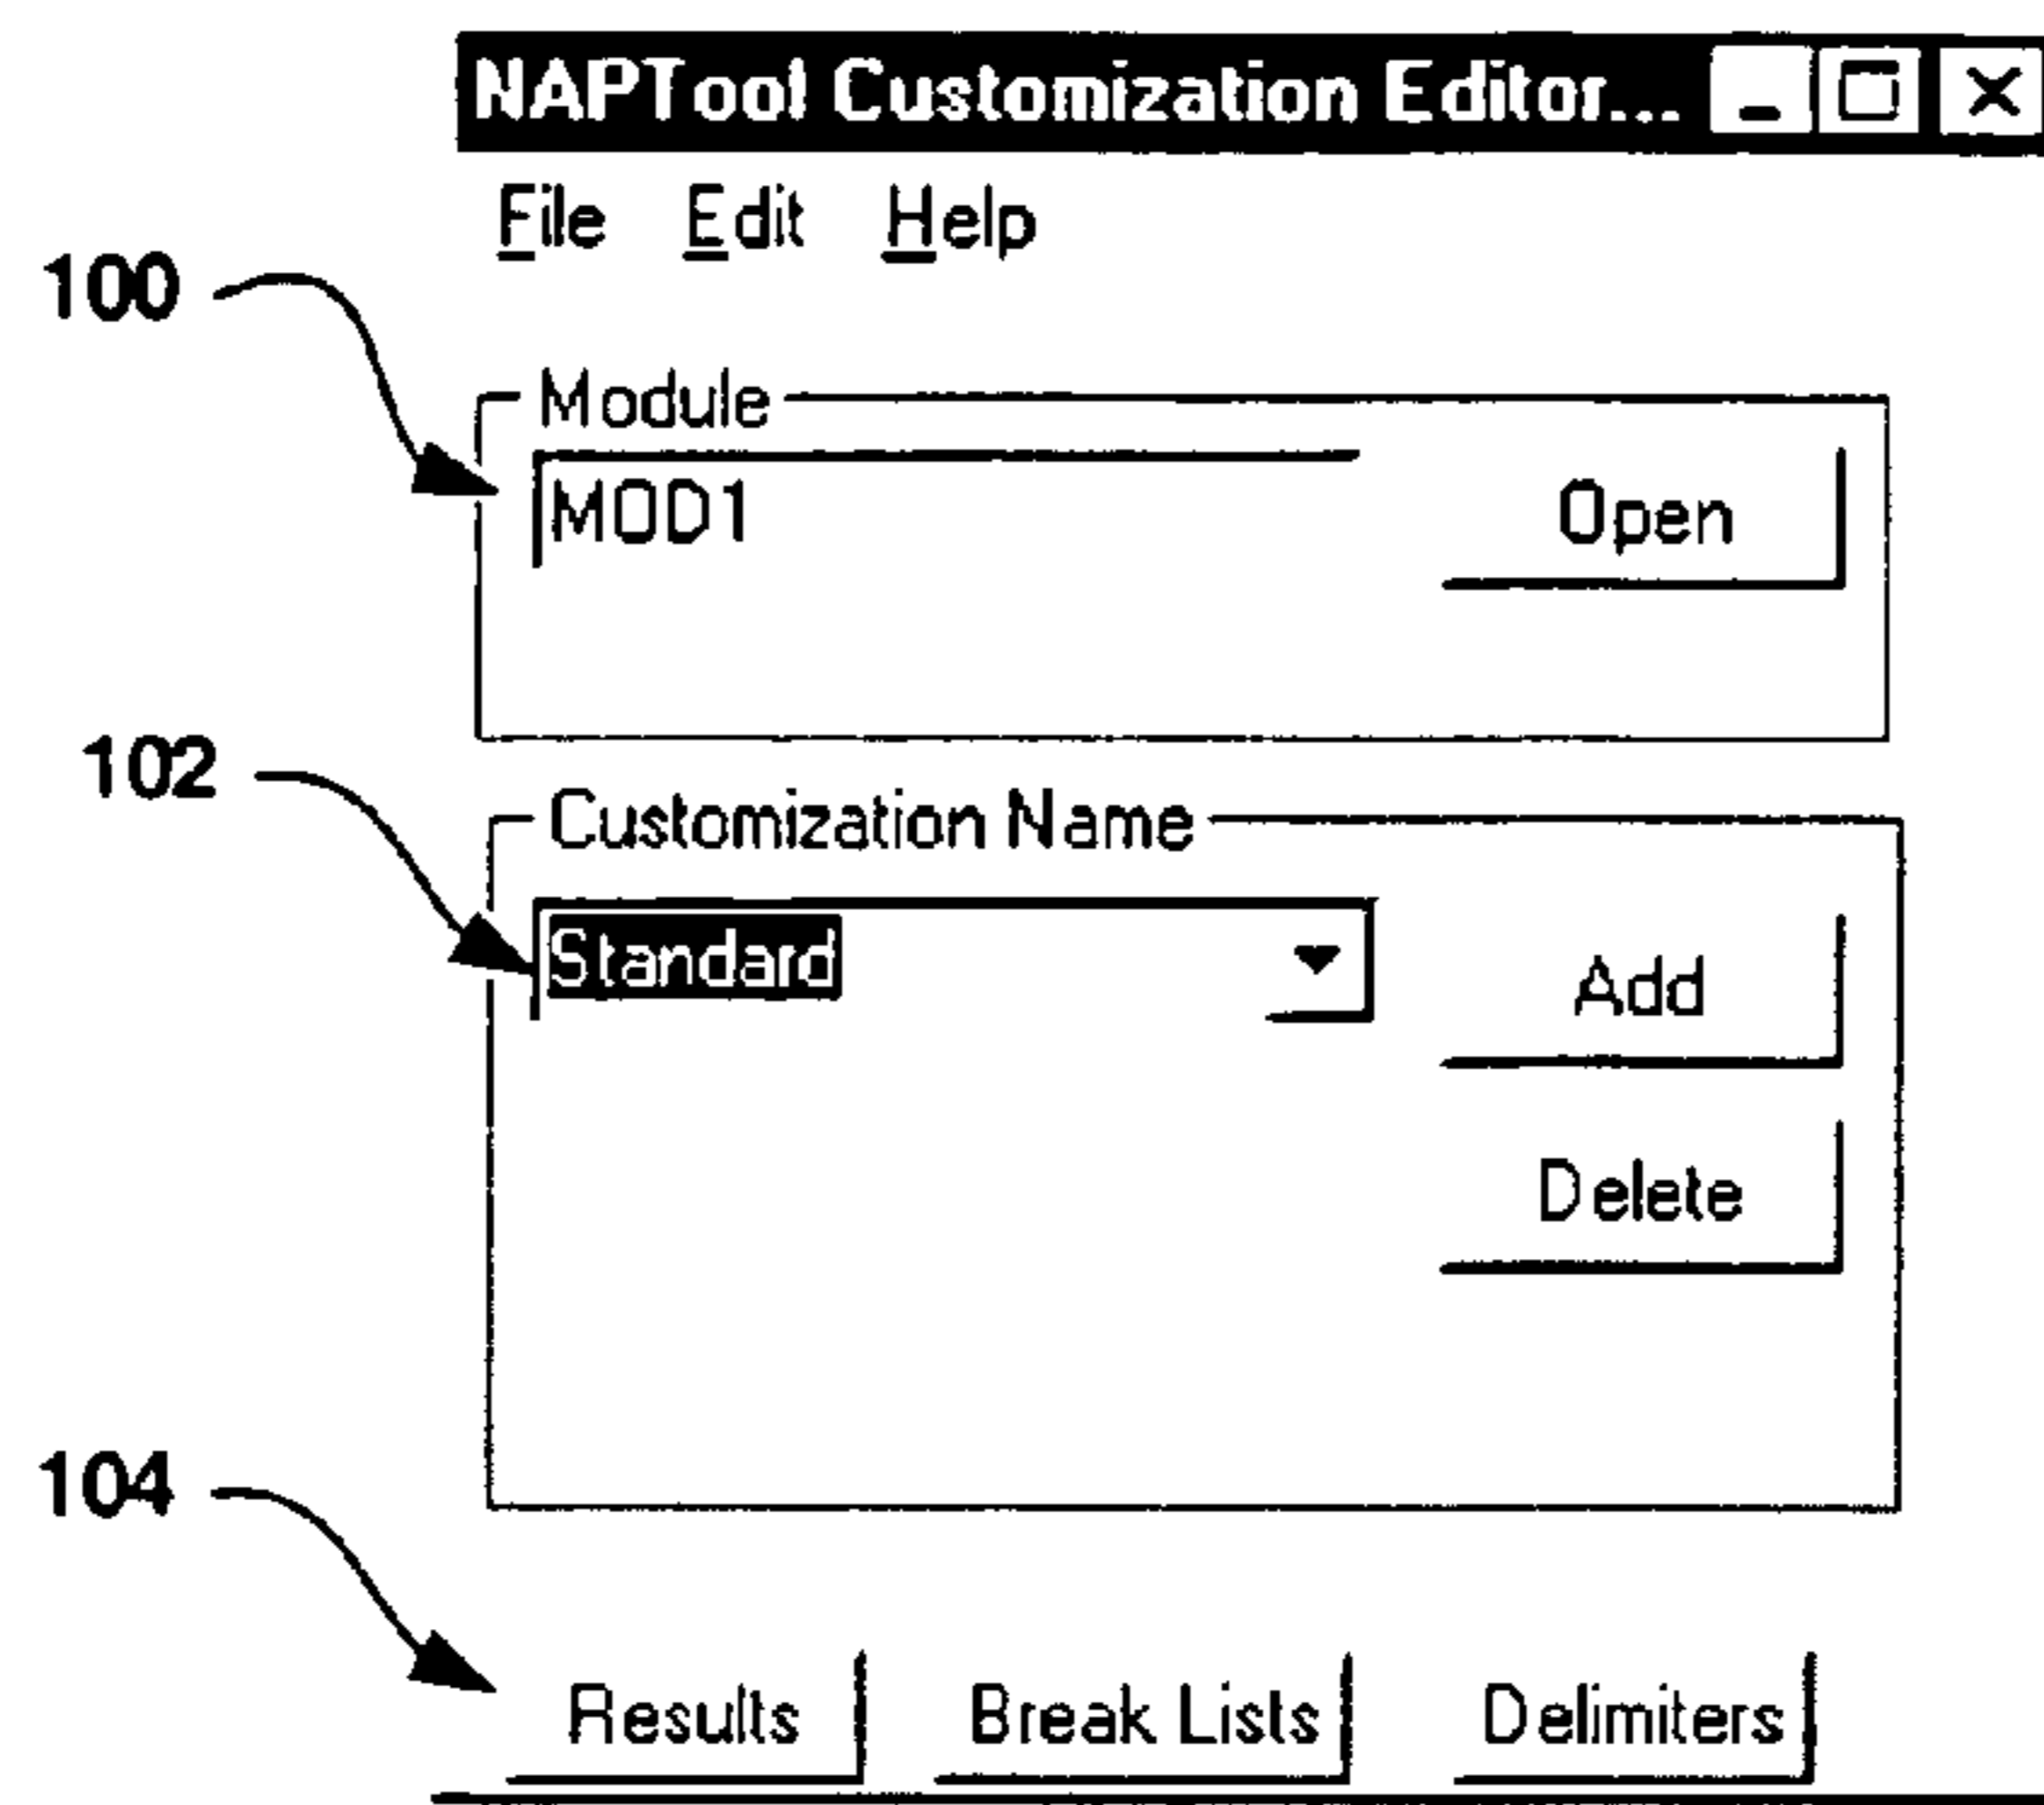 NAPTool Customization Editor...
File Edit Help
100
Module
MOD1 Open
102
Customization Name
Standard Add
Delete
104
Results Break Lists Delimiters